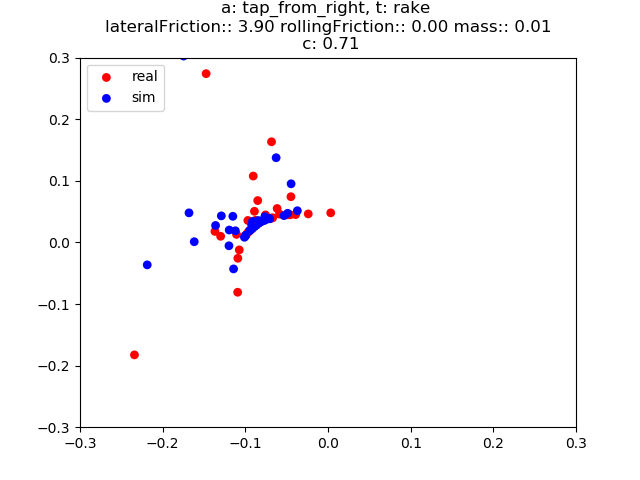 a: tap_from_right, t: rake
lateralFriction:: 3.90 rollingFriction:: 0.00 mass:: 0.01
c: 0.71
real
sim
0.3
0.2
0.1
0.0
−0.1
−0.2
−0.3
−0.3 −0.2 −0.1 0.0 0.1 0.2 0.3